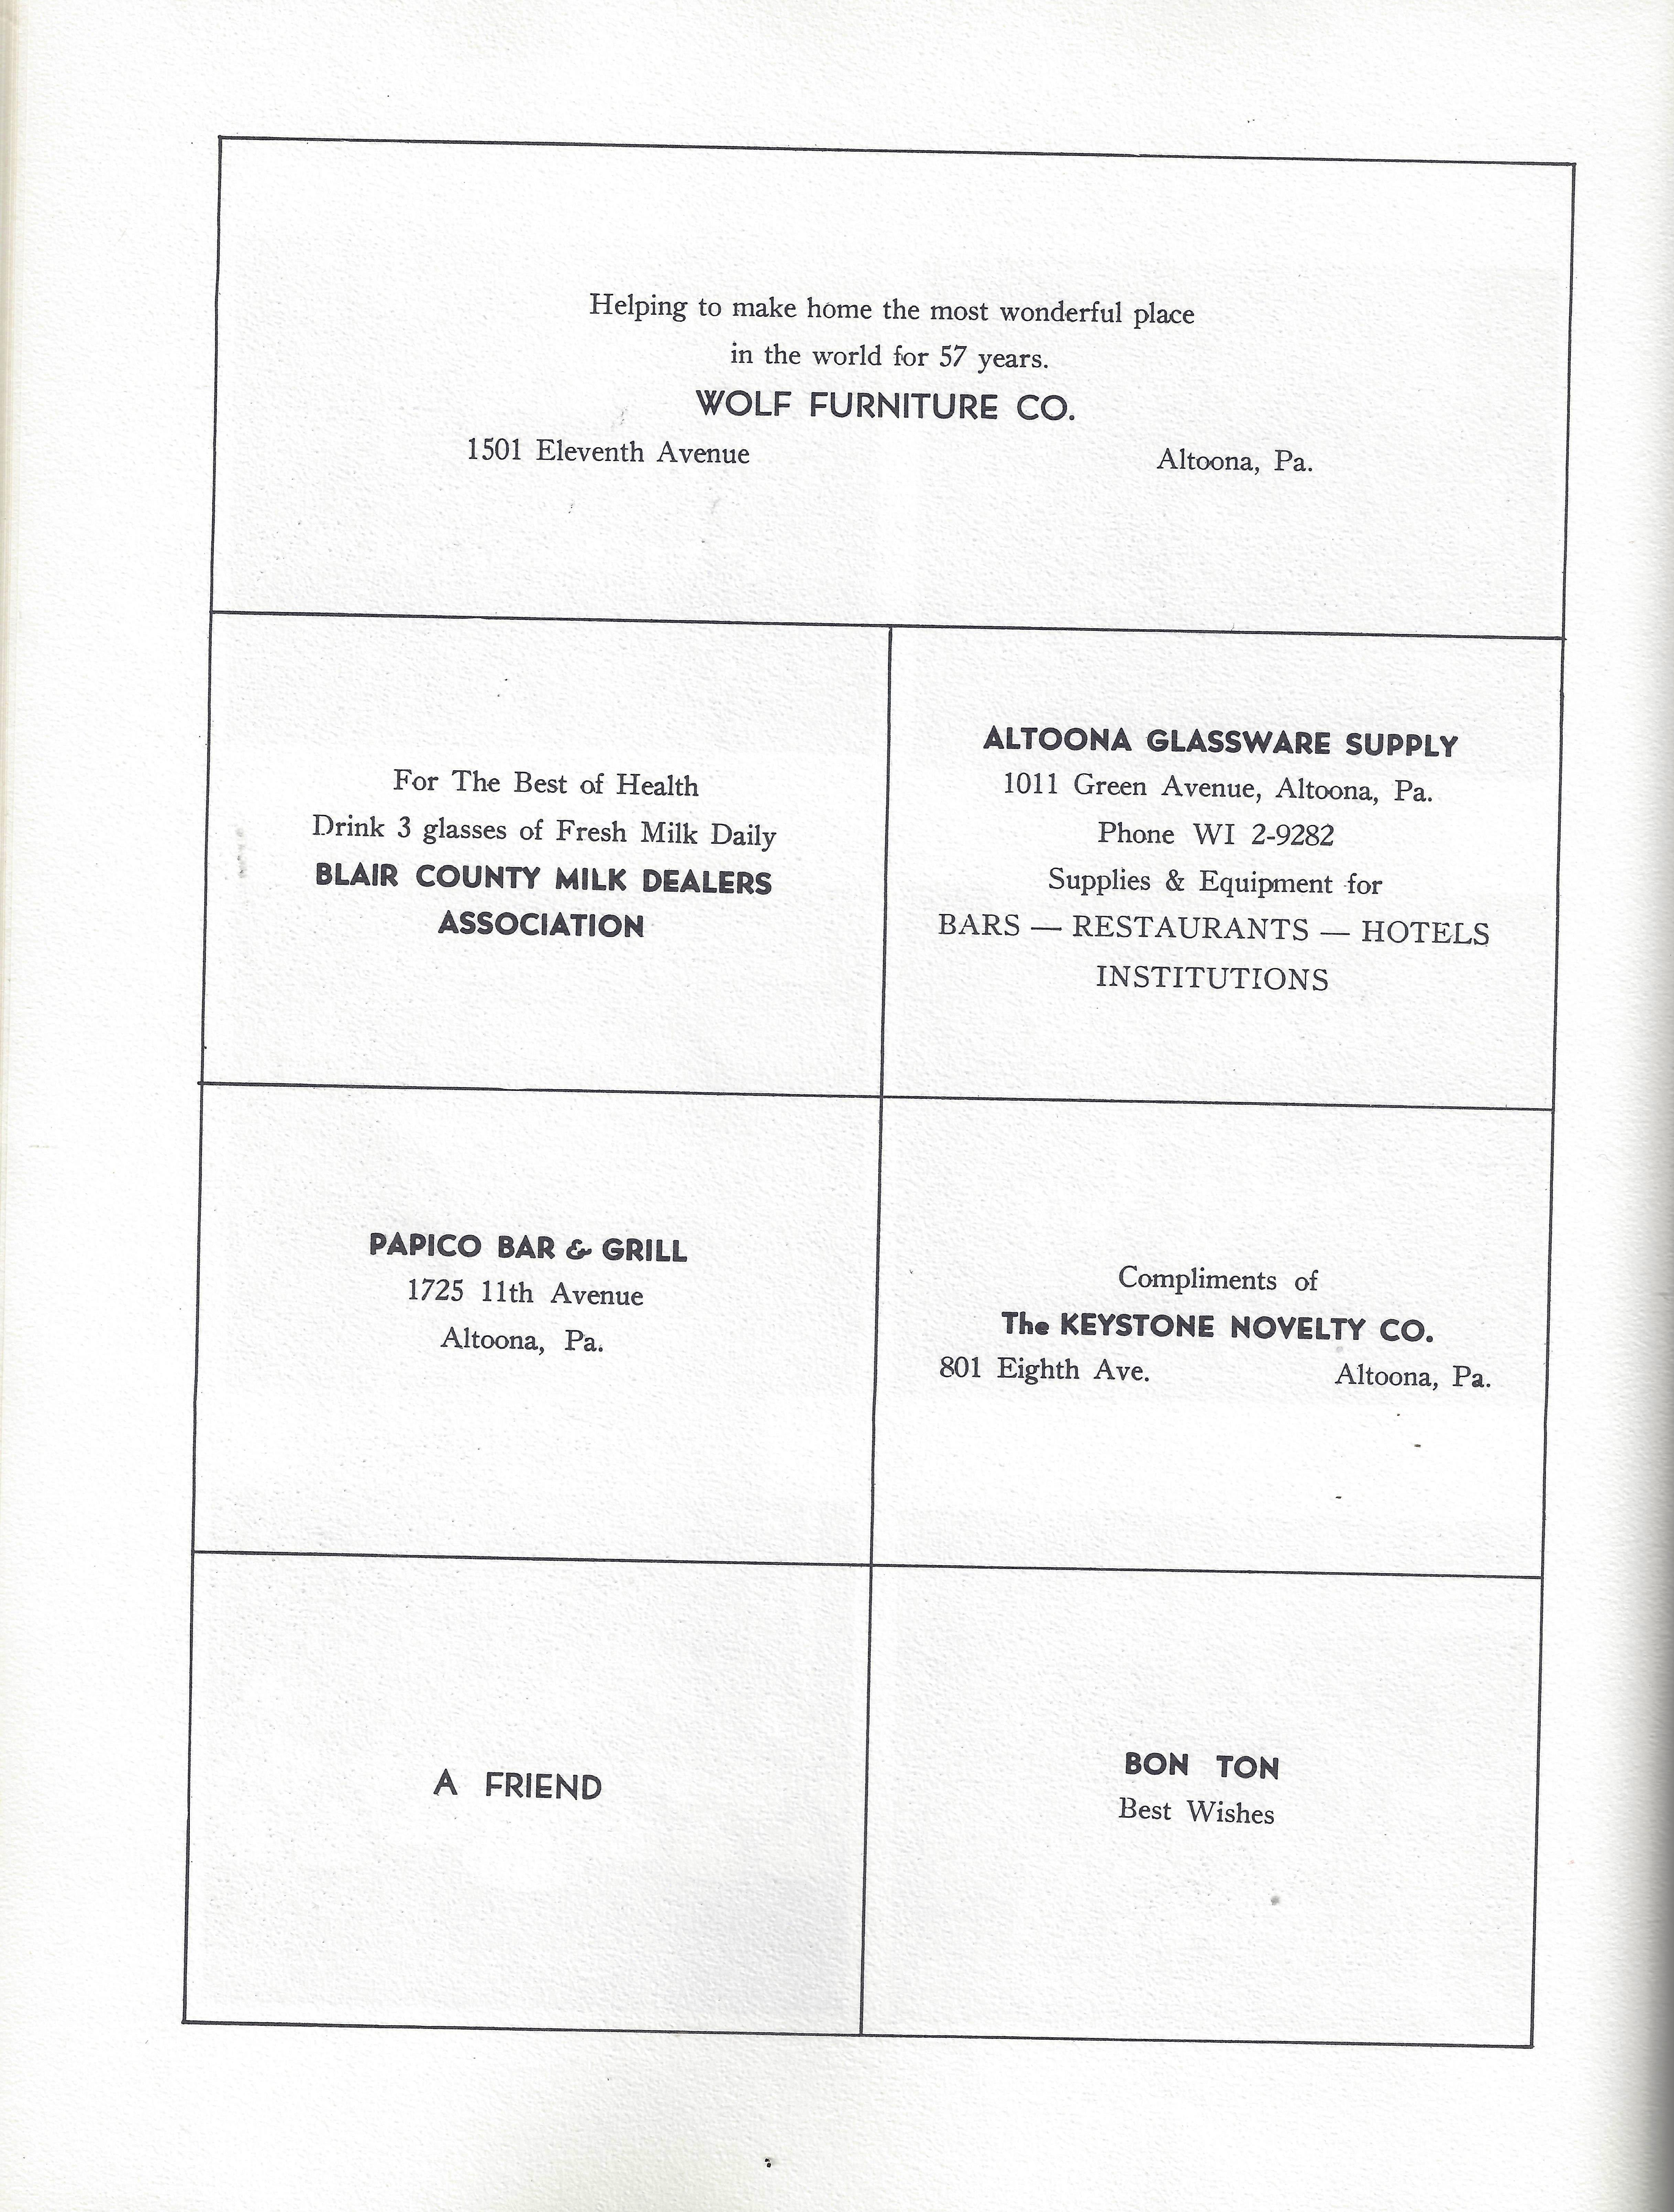 Helping to make home the most wonderful place
in the world for 57 years.
WOLF FURNITURE CO.
1501 Eleventh Avenue Altoona, Pa.
For The Best of Health
Drink 3 glasses of Fresh Milk Daily
BLAIR COUNTY MILK DEALERS
ASSOCIATION
ALTOONA GLASSWARE SUPPLY
1011 Green Avenue, Altoona, Pa.
Phone WI 2-9282
Supplies & Equipment for
BARS — RESTAURANTS — HOTELS
INSTITUTIONS
PAPICO BAR & GRILL
1725 11th Avenue
Altoona, Pa.
Compliments of
The KEYSTONE NOVELTY CO.
801 Eighth Ave. Altoona, Pa.
A FRIEND
BON TON
Best Wishes